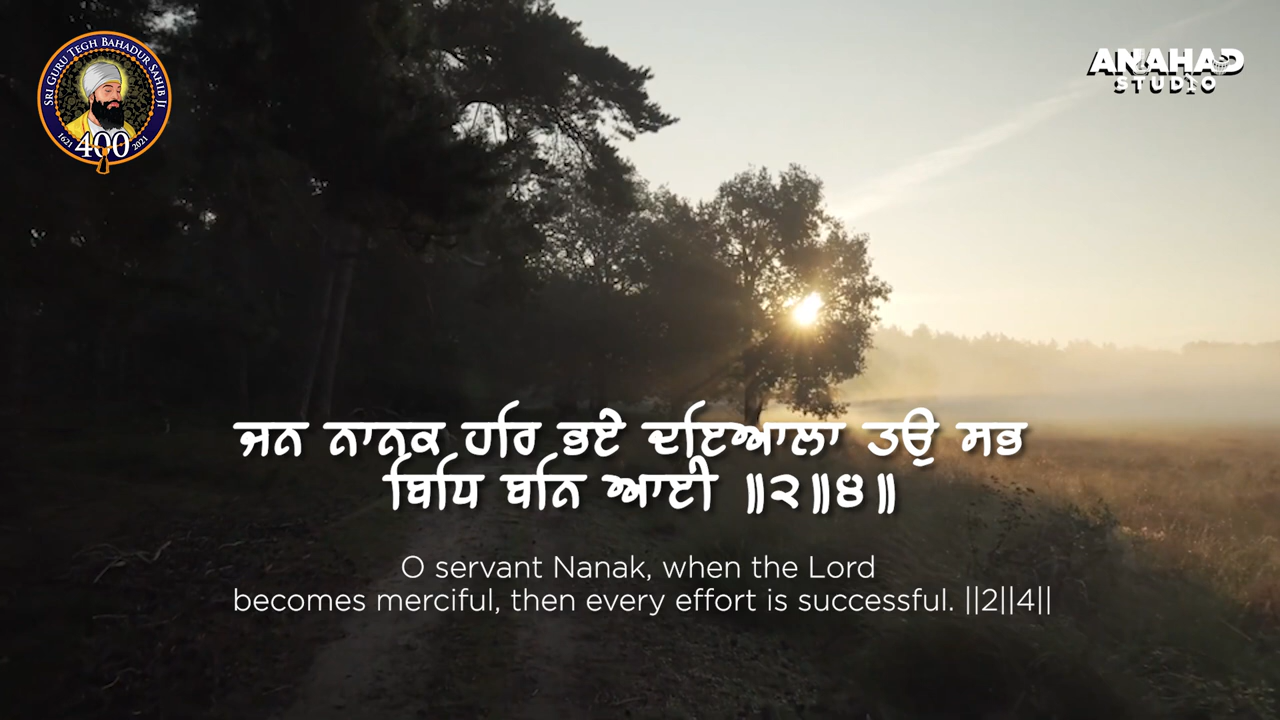 SRI GURU TEGH BAHADUR SAHIB JI
1621 400 2021
ANAHAD
STUDIO
ਜਨ ਨਾਨਕ ਹਰਿ ਭਏ ਦਇਆਲਾ ਤਉ ਸਭ
ਬਿਧਿ ਬਨਿ ਆਈ ॥੨॥੪॥
O servant Nanak, when the Lord
becomes merciful, then every effort is successful. ||2||4||